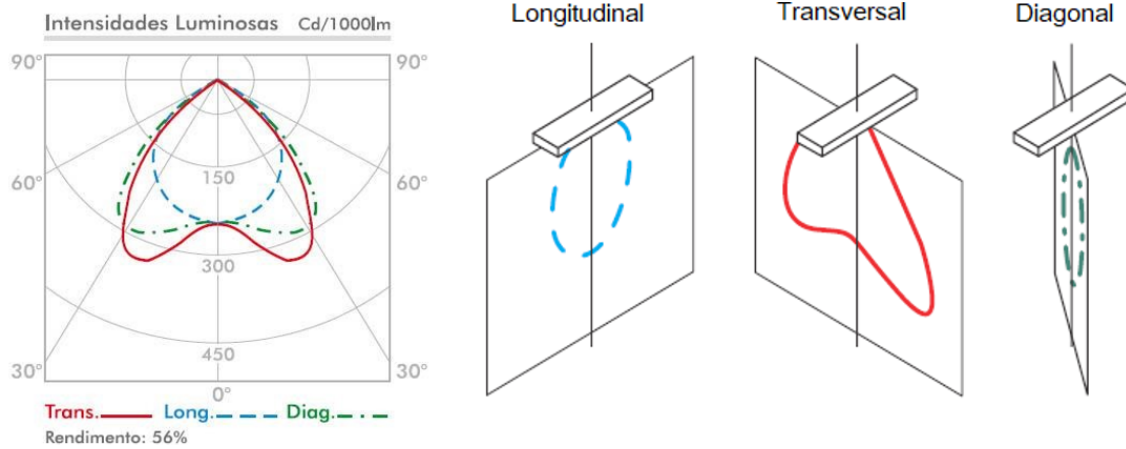 Intensidades Luminosas Cd/1000lm
90° 90°
150
60° 60°
300
450
30° 30°
0°
Trans. Long. Diag.
Rendimento: 56%
Longitudinal
Transversal
Diagonal